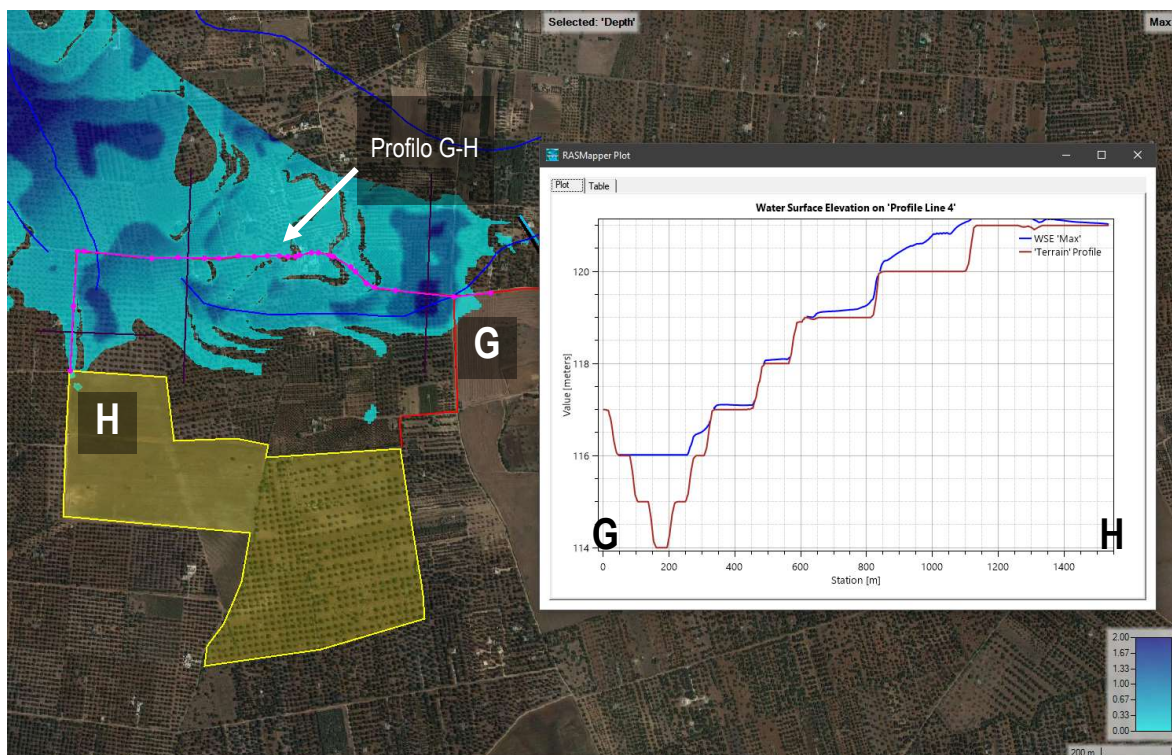 Selected: 'Depth'
Max
Profilo G-H
RASMapper Plot
Plot
Table
Water Surface Elevation on 'Profile Line 4'
WSE 'Max'
'Terrain' Profile
Value [meters]
120
118
116
114
0
200
400
600
800
1000
1200
1400
Station [m]
G
H
G
H
2.00
1.67
1.33
1.00
0.67
0.33
0.00
200 m